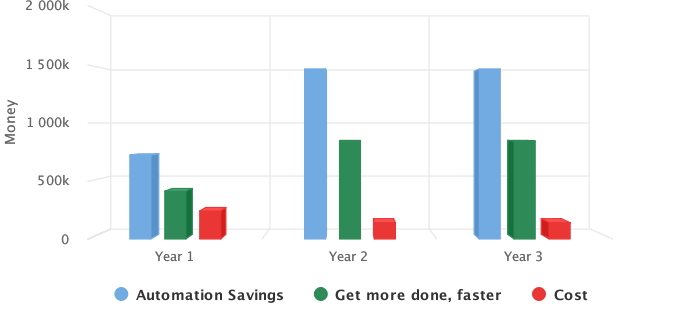 2 000k
1 500k
1 000k
500k
0
Money
Year 1
Year 2
Year 3
Automation Savings
Get more done, faster
Cost